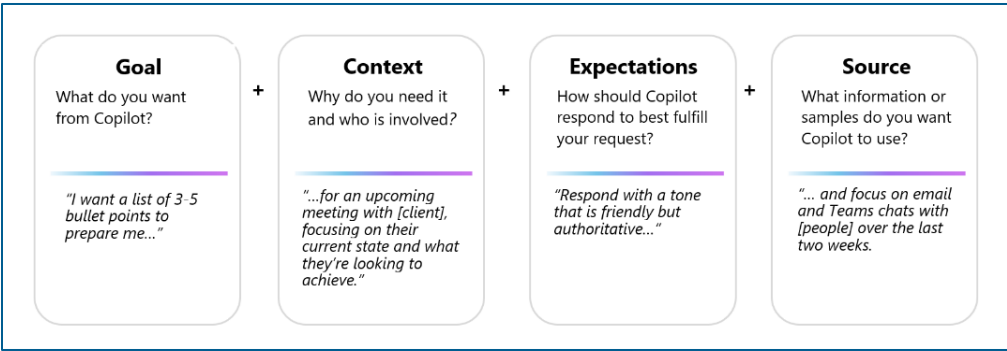 Goal
What do you want
from Copilot?
"I want a list of 3-5
bullet points to
prepare me..."
+
Context
Why do you need it
and who is involved?
"...for an upcoming
meeting with [client],
focusing on their
current state and what
they're looking to
achieve."
+
Expectations
How should Copilot
respond to best fulfill
your request?
"Respond with a tone
that is friendly but
authoritative..."
+
Source
What information or
samples do you want
Copilot to use?
"... and focus on email
and Teams chats with
[people] over the last
two weeks.